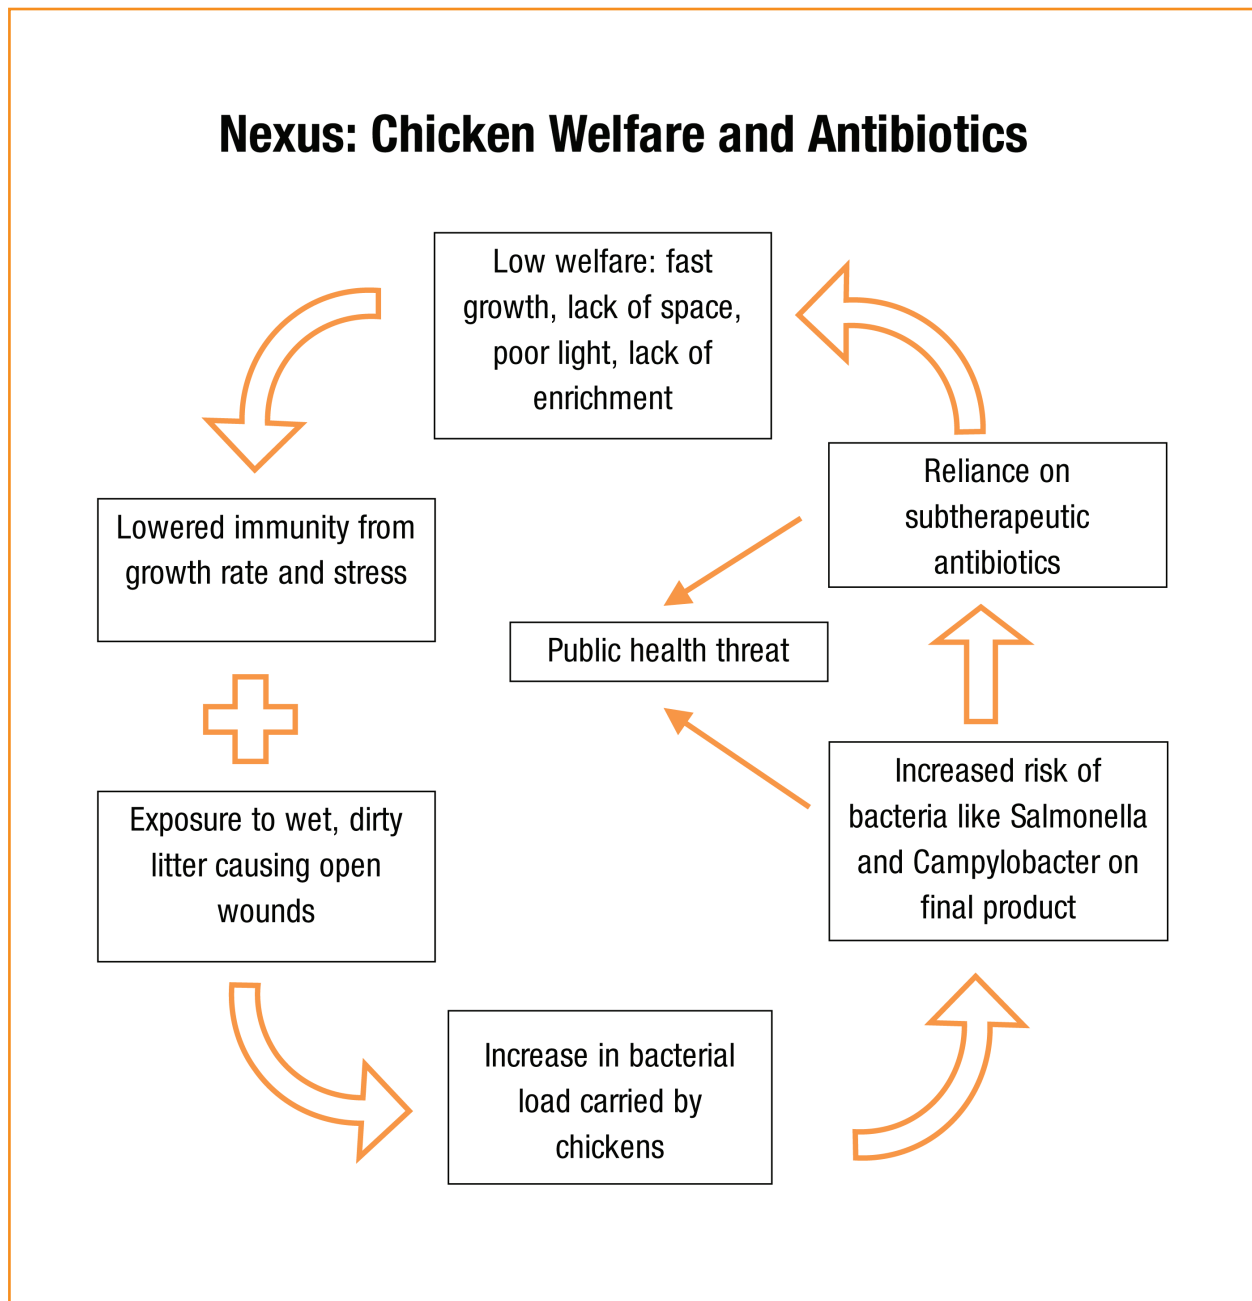 Nexus: Chicken Welfare and Antibiotics
Low welfare: fast
growth, lack of space,
poor light, lack of
enrichment
Lowered immunity from
growth rate and stress
Exposure to wet, dirty
litter causing open
wounds
Increase in bacterial
load carried by
chickens
Increased risk of
bacteria like Salmonella
and Campylobacter on
final product
Reliance on
subtherapeutic
antibiotics
Public health threat